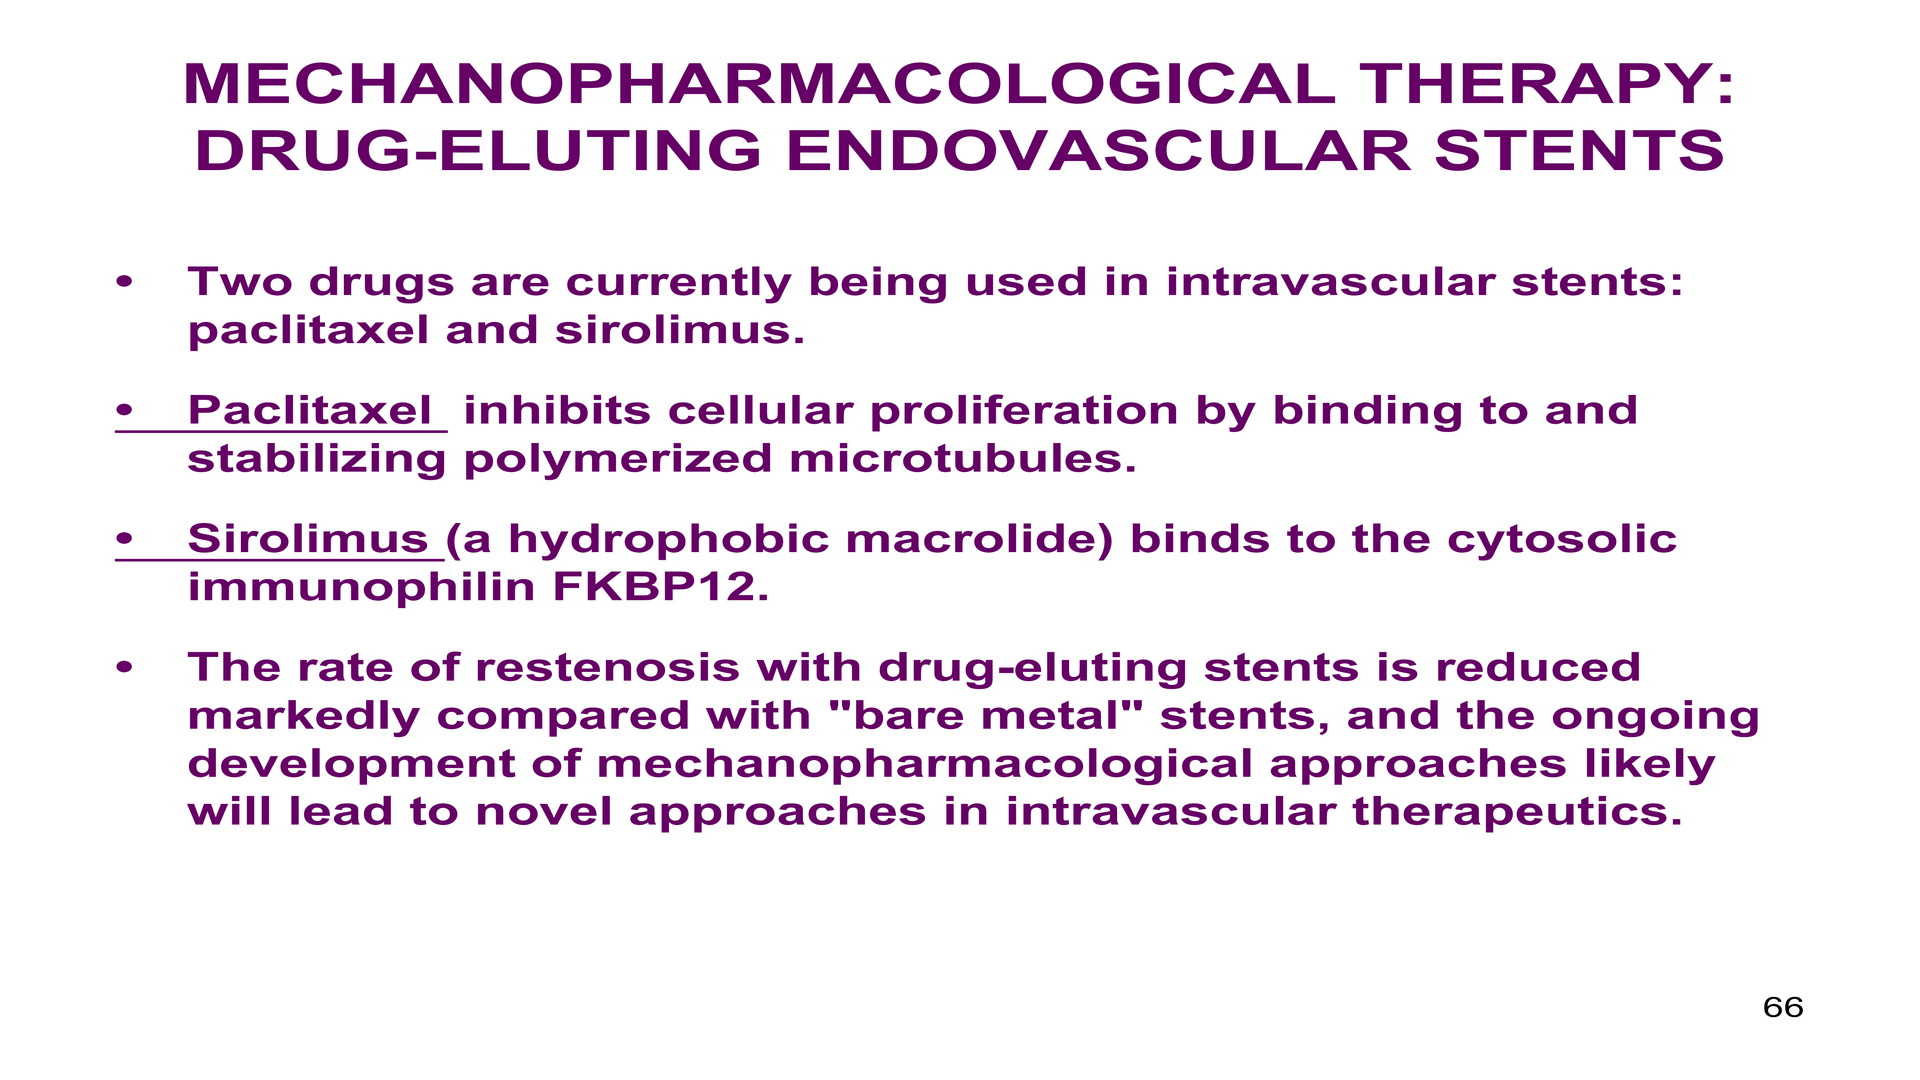 MECHANOPHARMACOLOGICAL THERAPY:
DRUG-ELUTING ENDOVASCULAR STENTS
• Two drugs are currently being used in intravascular stents:
paclitaxel and sirolimus.
• Paclitaxel inhibits cellular proliferation by binding to and
stabilizing polymerized microtubules.
• Sirolimus (a hydrophobic macrolide) binds to the cytosolic
immunophilin FKBP12.
• The rate of restenosis with drug-eluting stents is reduced
markedly compared with "bare metal" stents, and the ongoing
development of mechanopharmacological approaches likely
will lead to novel approaches in intravascular therapeutics.
66